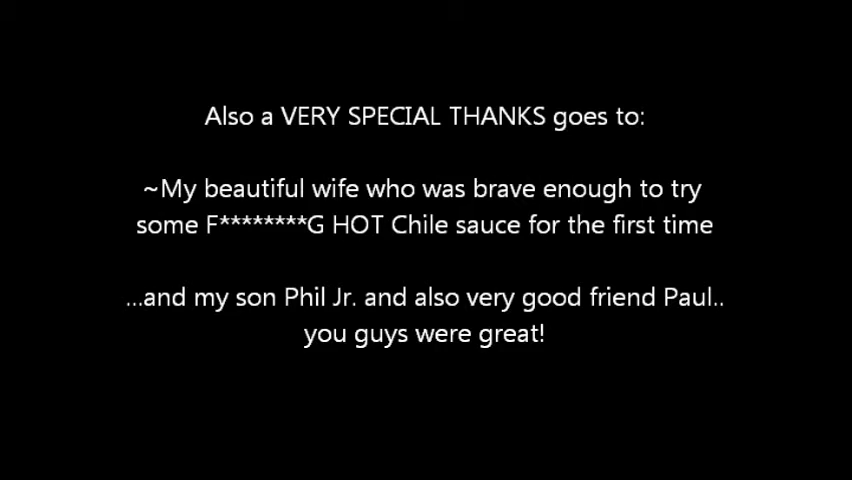 Also a VERY SPECIAL THANKS goes to:
~My beautiful wife who was brave enough to try
some F********G HOT Chile sauce for the first time
...and my son Phil Jr. and also very good friend Paul..
you guys were great!